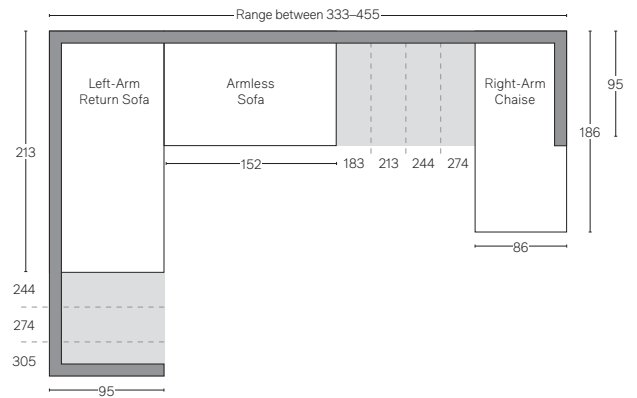 Range between 333–455
Left-Arm
Return Sofa
Armless
Sofa
Right-Arm
Chaise
95
186
213
152
183
213
244
274
86
244
274
305
95